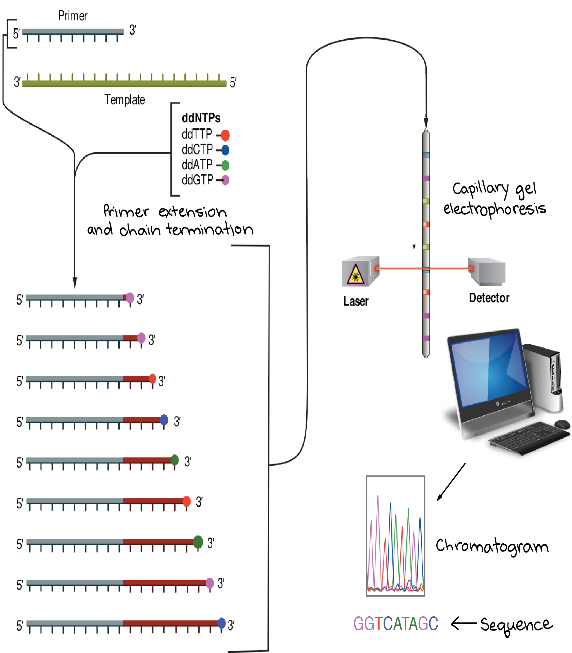 Primer
5'
3'
3'
5'
Template
ddNTPs
ddTTP
ddCTP
ddATP
ddGTP
Primer extension
and chain termination
5'
3'
5'
3'
5'
3'
5'
3'
5'
3'
5'
3'
5'
3'
5'
3'
5'
3'
Capillary gel
electrophoresis
Laser
Detector
Chromatogram
GGTCATAGC
Sequence